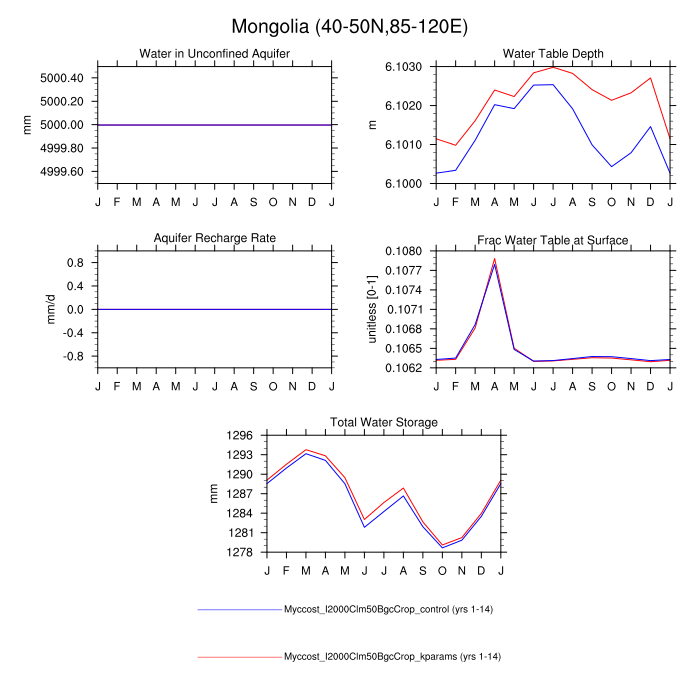 Mongolia (40-50N,85-120E)
Water in Unconfined Aquifer
Water Table Depth
5000.40
5000.20
5000.00
4999.80
4999.60
mm
J F M A M J J A S O N D J
6.1030
6.1020
6.1010
6.1000
m
J F M A M J J A S O N D J
Aquifer Recharge Rate
Frac Water Table at Surface
0.8
0.4
0.0
-0.4
-0.8
mm/d
J F M A M J J A S O N D J
0.1080
0.1077
0.1074
0.1071
0.1068
0.1065
0.1062
unitless [0-1]
J F M A M J J A S O N D J
Total Water Storage
1296
1293
1290
1287
1284
1281
1278
mm
J F M A M J J A S O N D J
Myccost_I2000Clm50BgcCrop_control (yrs 1-14)
Myccost_I2000Clm50BgcCrop_kparams (yrs 1-14)